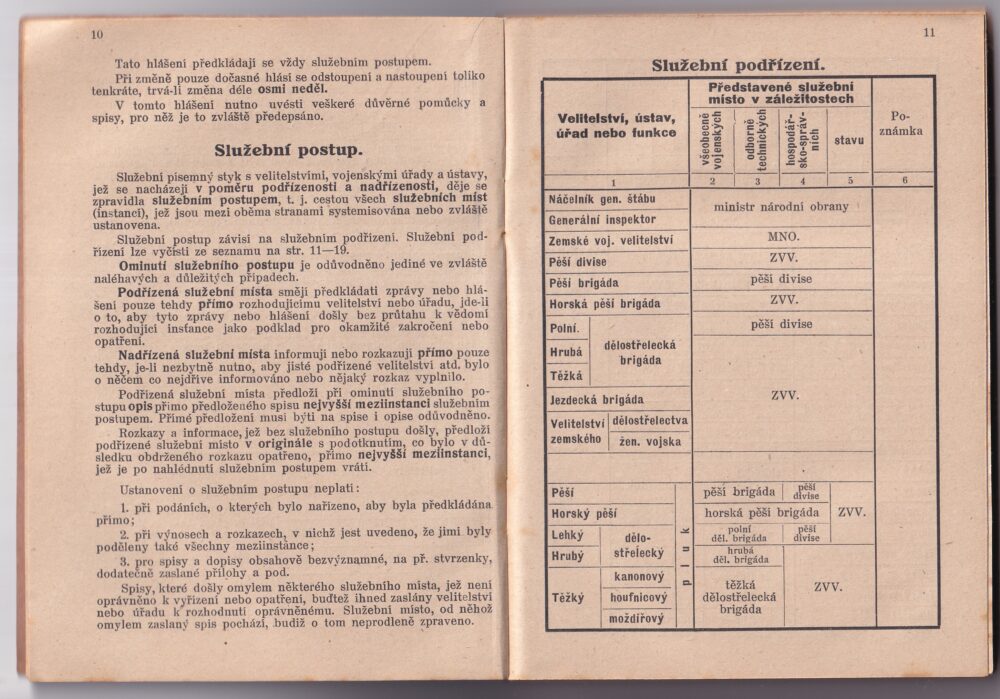 10
Tato hlášení předkládají se vždy služebním postupem.
Při změně pouze dočasné hlásí se odstoupení a nastoupení toliko
tenkráte, trvá-li změna déle osmi neděl.
V tomto hlášení nutno uvésti veškeré důvěrné pomůcky a
spisy, pro něž je to zvláště předepsáno.
Služební postup.
Služební písemný styk s velitelstvími, vojenskými úřady a ústavy,
jež se nacházejí v poměru podřízenosti a nadřízenosti, děje se
zpravidla služebním postupem, t. j. cestou všech služebních míst
(instancí), jež jsou mezi oběma stranami systemisována nebo zvláště
ustanovena.
Služební postup závisí na služebním podřízení. Služební pod-
řízení lze vyčísti ze seznamu na str. 11—19.
Ominutí služebního postupu je odůvodněno jedině ve zvláště
naléhavých a důležitých případech.
Podřízená služební místa smějí předkládati zprávy nebo hlá-
šení pouze tehdy přímo rozhodujícímu velitelství nebo úřadu, jde-li
o to, aby tyto zprávy nebo hlášení došly bez průtahu k vědomí
rozhodující instance jako podklad pro okamžité zakročení nebo
opatření.
Nadřízená služební místa informují nebo rozkazují přímo pouze
tehdy, je-li nezbytně nutno, aby jisté podřízené velitelství atd. bylo
o něčem co nejdříve informováno nebo nějaký rozkaz vyplnilo.
Podřízená služební místa předloží při ominutí služebního po-
stupu opis přímo předloženého spisu nejvyšší meziinstanci služebním
postupem. Přímé předložení musí býti na spise i opise odůvodněno.
Rozkazy a informace, jež bez služebního postupu došly, předloží
podřízené služební místo v originále s podotknutím, co bylo v dů-
sledku obdrženého rozkazu opatřeno, přímo nejvyšší meziinstanci,
jež je po nahlédnutí služebním postupem vrátí.
Ustanovení o služebním postupu neplatí:
1. při podáních, o kterých bylo nařízeno, aby byla předkládána
přímo;
2. při výnosech a rozkazech, v nichž jest uvedeno, že jimi byly
poděleny také všechny meziinstance;
3. pro spisy a dopisy obsahově bezvýznamné, na př. stvrzenky,
dodatečně zaslané přílohy a pod.
Spisy, které došly omylem některého služebního místa, jež není
oprávněno k vyřízení nebo opatření, buďtež ihned zaslány velitelství
nebo úřadu k rozhodnutí oprávněnému. Služební místo, od něhož
omylem zaslaný spis pochází, budiž o tom neprodleně zpraveno.
11
Služební podřízení.
Velitelství, ústav,
úřad nebo funkce
Představené služební
místo v záležitostech
všeobecně
vojenských
odborně
technických
hospodář-
sko-správ-
ních
stavu
Po-
známka
1 2 3 4 5 6
Náčelník gen. štábu
Generální inspektor
ministr národní obrany
Zemské voj. velitelství
MNO.
Pěší divise
ZVV.
Pěší brigáda
pěší divise
Horská pěší brigáda
ZVV.
Polní.
Hrubá
Těžká
dělostřelecká
brigáda
pěší divise
Jezdecká brigáda
ZVV.
Velitelství
zemského
dělostřelectva
žen. vojska
Pěší
pěší brigáda
pěší
divise
Horský pěší
horská pěší brigáda
ZVV.
Lehký
Hrubý
dělo-
střelecký
pluk
polní
děl. brigáda
pěší
divise
hrubá
děl. brigáda
Těžký
kanonový
houfnicový
moždířový
těžká
dělostřelecká
brigáda
ZVV.